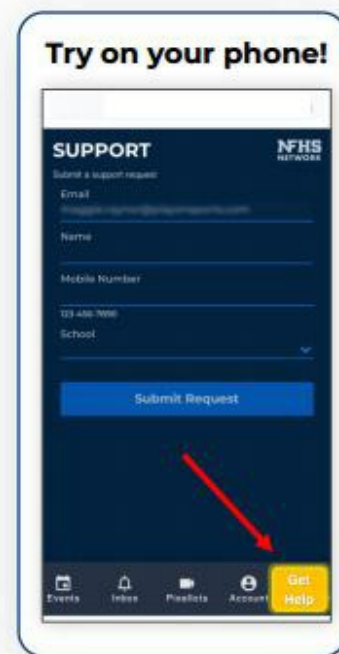 Try on your phone!
SUPPORT
NFHS
NETWORK
Submit a support request
Email
Name
Mobile Number
123-456-7890
School
Submit Request
Events
Inbox
Pixellots
Account
Get
Help